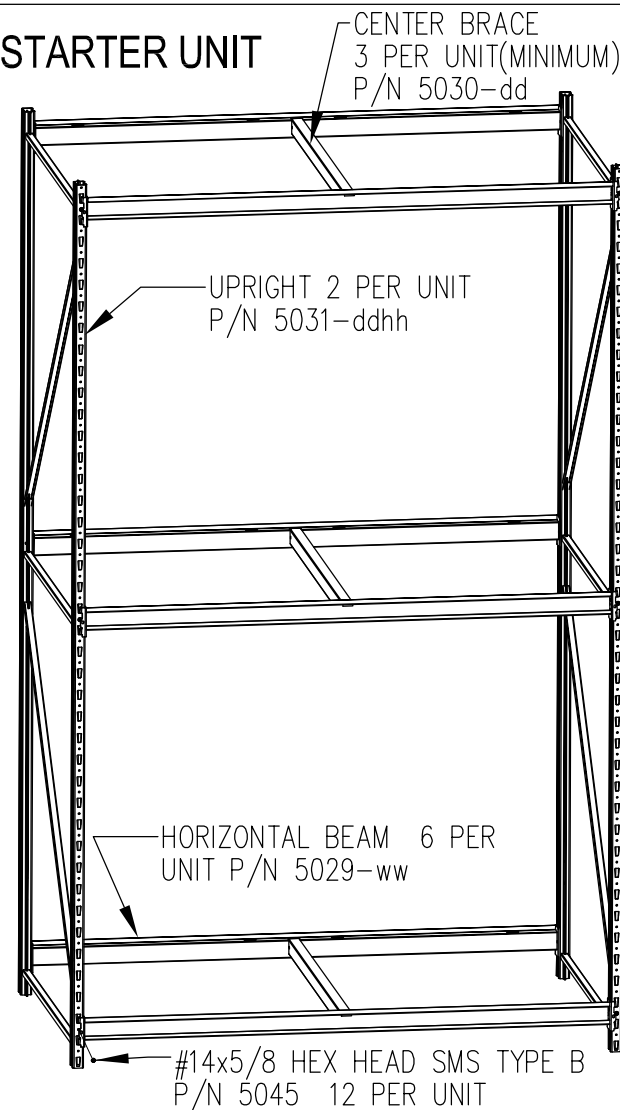 STARTER UNIT
CENTER BRACE
3 PER UNIT(MINIMUM)
P/N 5030-dd
UPRIGHT 2 PER UNIT
P/N 5031-ddhh
HORIZONTAL BEAM 6 PER
UNIT P/N 5029-ww
#14x5/8 HEX HEAD SMS TYPE B
P/N 5045 12 PER UNIT